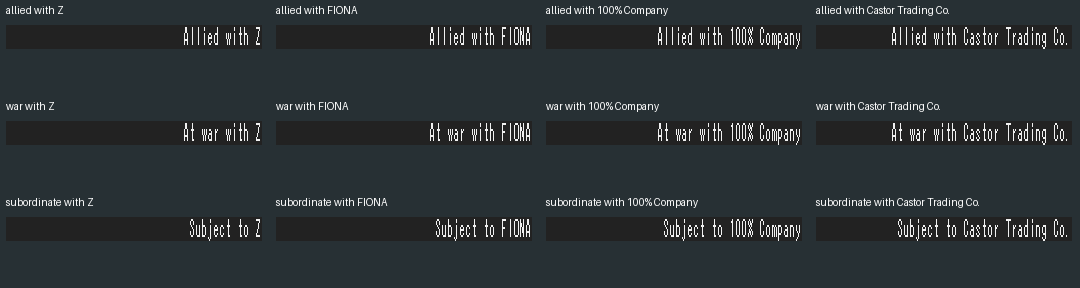 allied with Z
allied with FIONA
allied with 100%Company
allied with Castor Trading Co.
Allied with Z
Allied with FIONA
Allied with 100% Company
Allied with Castor Trading Co.
war with Z
war with FIONA
war with 100%Company
war with Castor Trading Co.
At war with Z
At war with FIONA
At war with 100% Company
At war with Castor Trading Co.
subordinate with Z
subordinate with FIONA
subordinate with 100%Company
subordinate with Castor Trading Co.
Subject to Z
Subject to FIONA
Subject to 100% Company
Subject to Castor Trading Co.